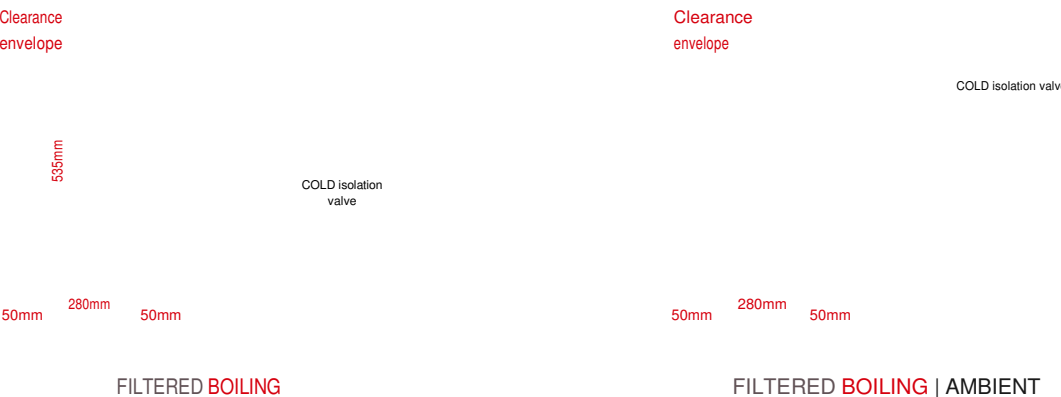 Clearance
envelope
535mm
COLD isolation
valve
50mm
280mm
50mm
FILTERED BOILING
Clearance
envelope
COLD isolation
50mm
280mm
50mm
FILTERED BOILING | AMBIENT